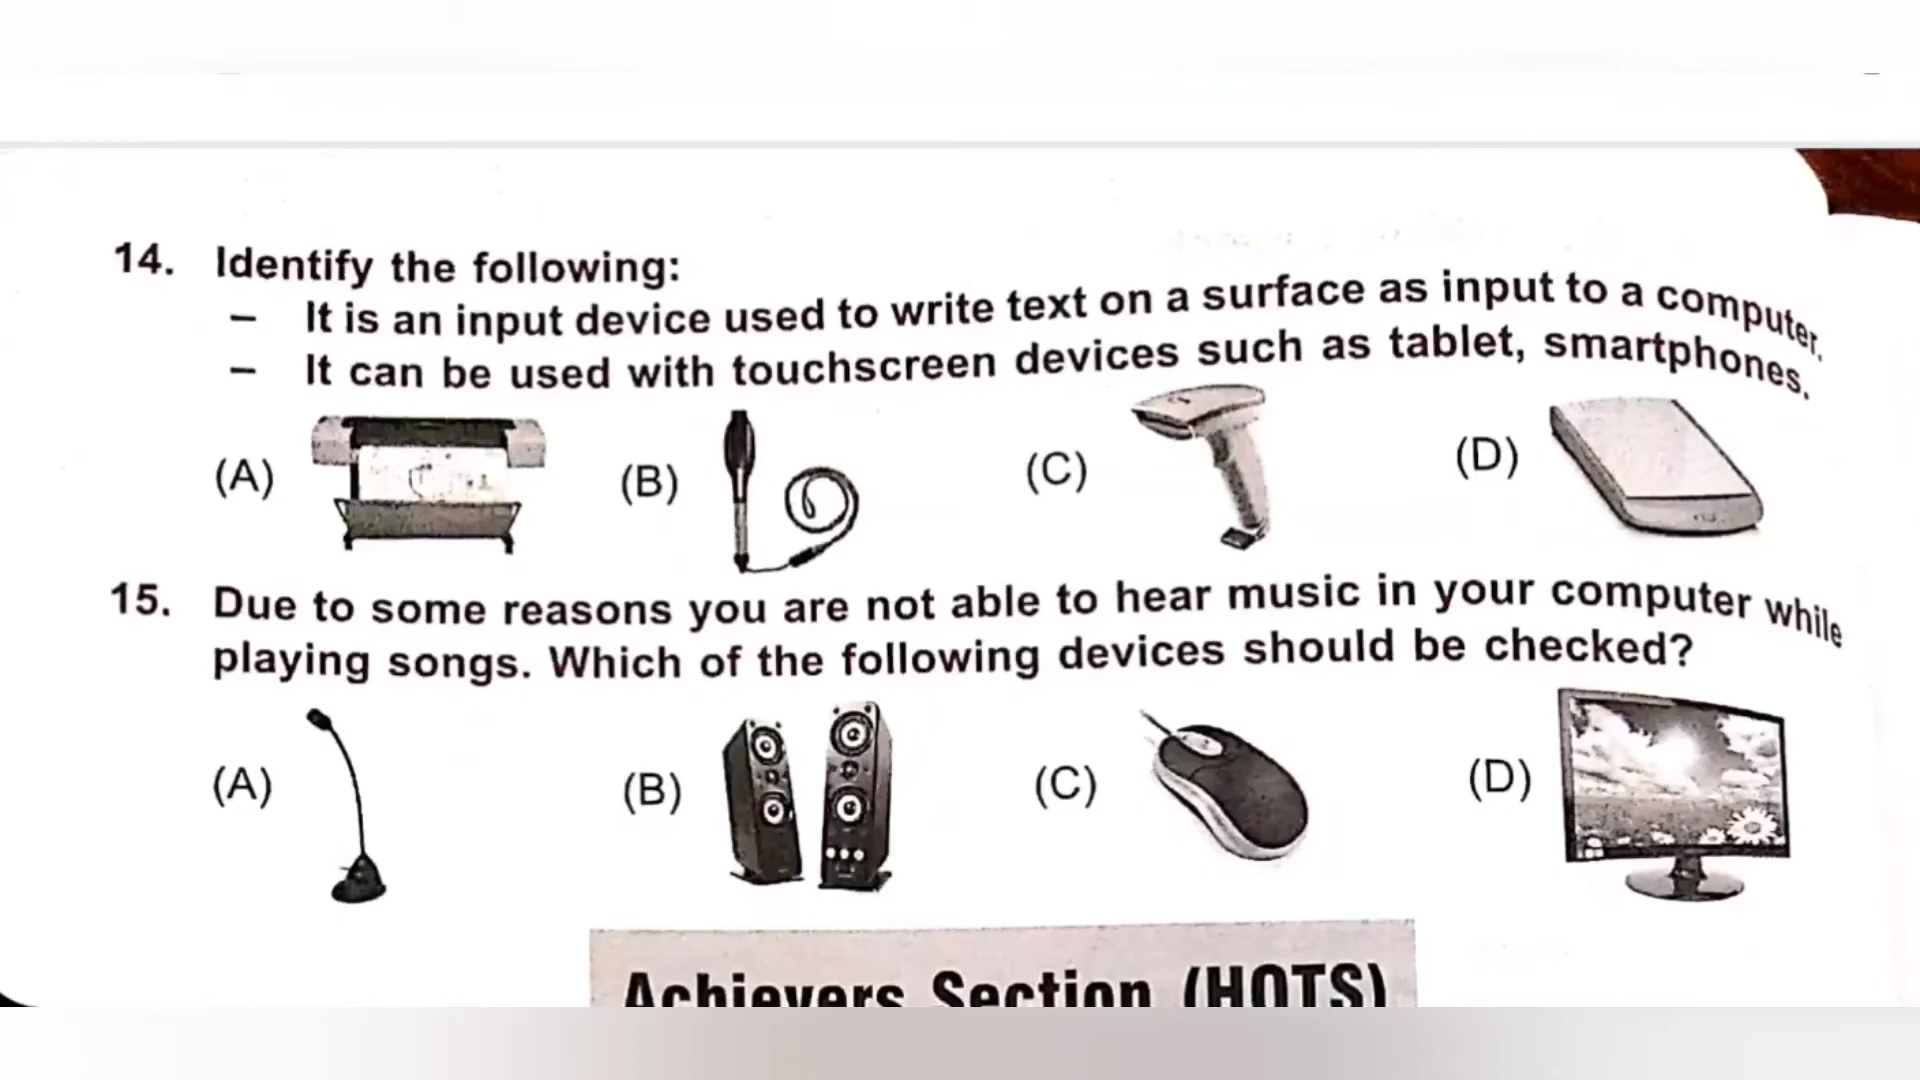 14. Identify the following:
– It is an input device used to write text on a surface as input to a computer.
– It can be used with touchscreen devices such as tablet, smartphones.
(A) (B) (C) (D)
15. Due to some reasons you are not able to hear music in your computer while
playing songs. Which of the following devices should be checked?
(A) (B) (C) (D)
Achievers Section (HOTS)